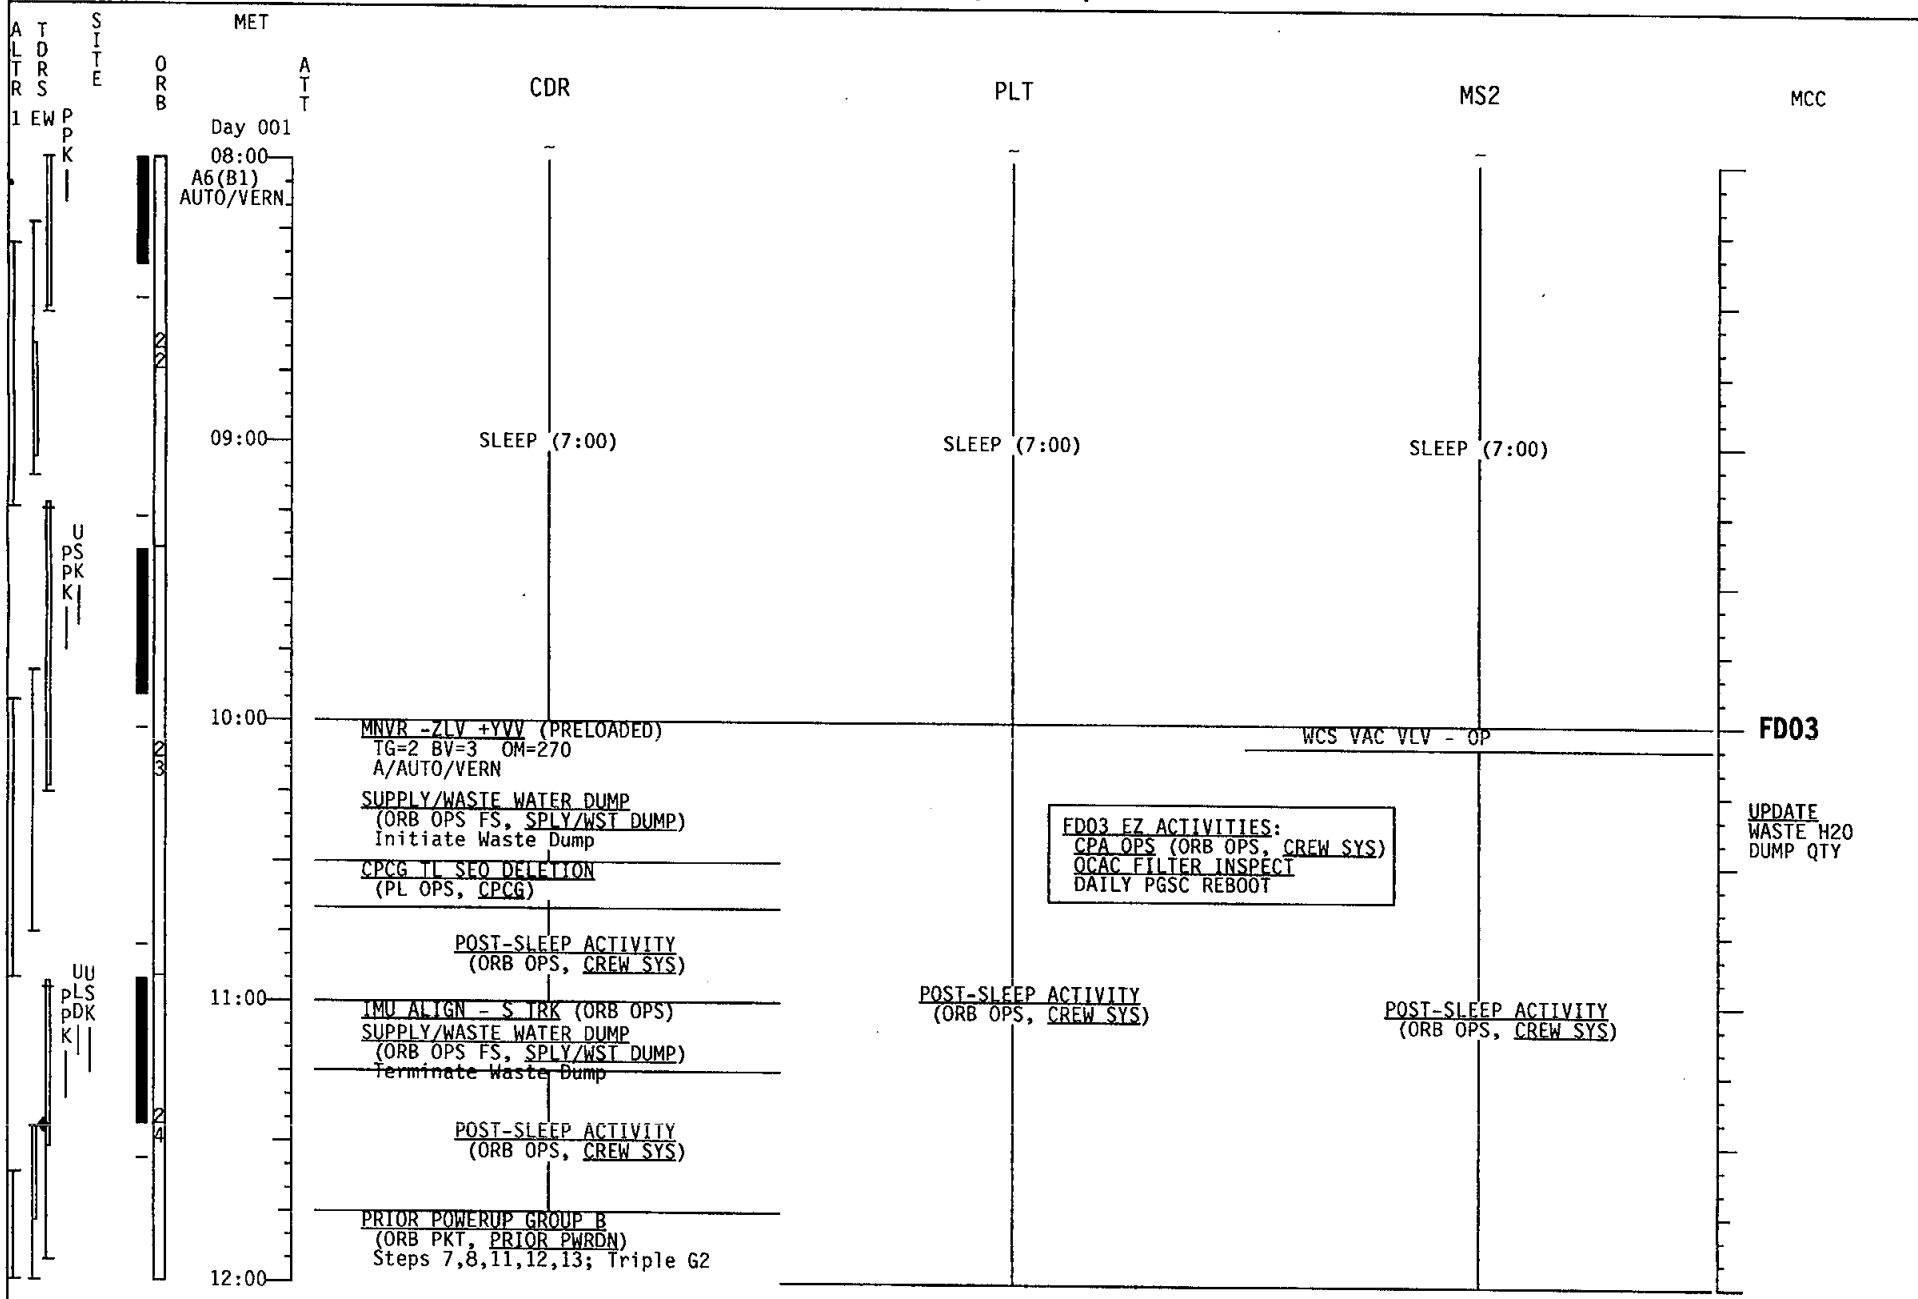 ALTR
TDRS
SITE
ORB
MET
ATT
CDR
PLT
MS2
MCC
1 EW
PPK
Day 001
08:00
A6(B1)
AUTO/VERN
~
~
~
22
09:00
SLEEP (7:00)
SLEEP (7:00)
SLEEP (7:00)
PPK
USK
10:00
MNVR -ZLV +YVV (PRELOADED)
TG=2 BV=3 OM=270
A/AUTO/VERN
WCS VAC VLV - OP
FD03
23
SUPPLY/WASTE WATER DUMP
(ORB OPS FS, SPLY/WST DUMP)
Initiate Waste Dump
FD03 EZ ACTIVITIES:
CPA OPS (ORB OPS, CREW SYS)
OCAC FILTER INSPECT
DAILY PGSC REBOOT
UPDATE
WASTE H2O
DUMP QTY
CPCG TL SEQ DELETION
(PL OPS, CPCG)
POST-SLEEP ACTIVITY
(ORB OPS, CREW SYS)
PPK
ULD
USK
11:00
IMU ALIGN - S TRK (ORB OPS)
SUPPLY/WASTE WATER DUMP
(ORB OPS FS, SPLY/WST DUMP)
Terminate Waste Dump
POST-SLEEP ACTIVITY
(ORB OPS, CREW SYS)
POST-SLEEP ACTIVITY
(ORB OPS, CREW SYS)
24
POST-SLEEP ACTIVITY
(ORB OPS, CREW SYS)
PRIOR POWERUP GROUP B
(ORB PKT, PRIOR PWRDN)
Steps 7,8,11,12,13; Triple G2
12:00